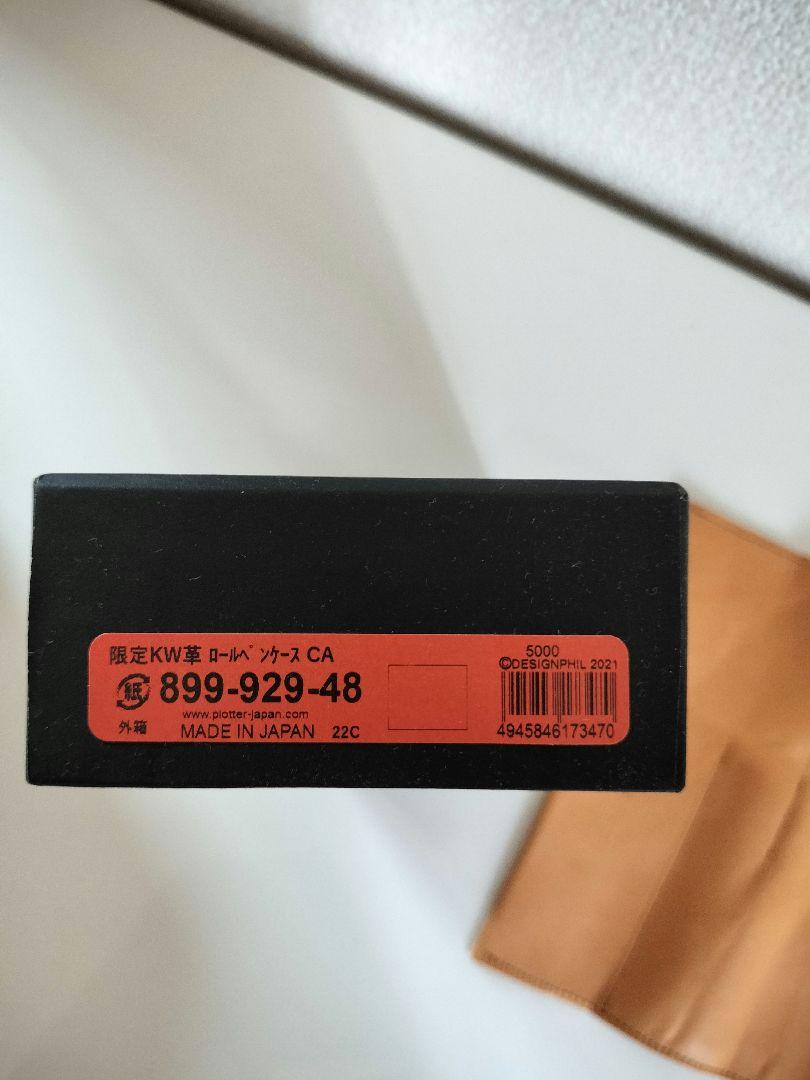 限定KW革 ﾛｰﾙﾍﾟﾝｹｰｽ CA
紙 899-929-48
www.plotter-japan.com
外箱 MADE IN JAPAN 22C
5000
©DESIGNPHIL 2021
4945846173470